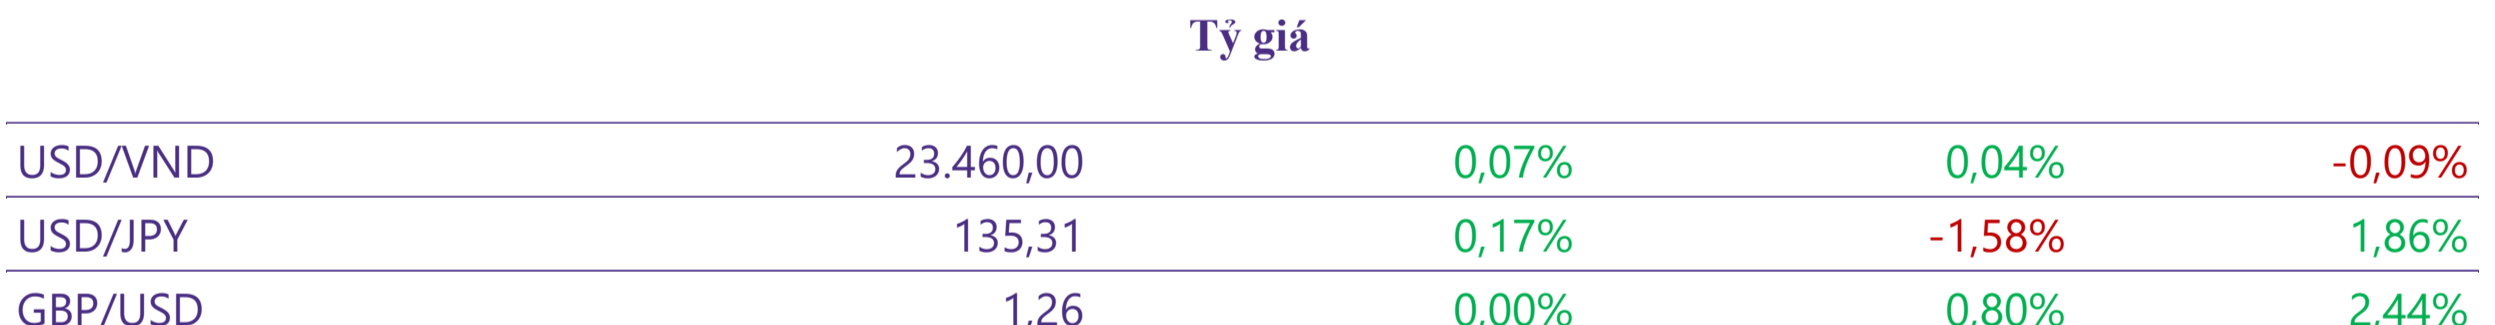 Tỷ giá
USD/VND 23.460,00 0,07% 0,04% -0,09%
USD/JPY 135,31 0,17% -1,58% 1,86%
GBP/USD 1,26 0,00% 0,80% 2,44%